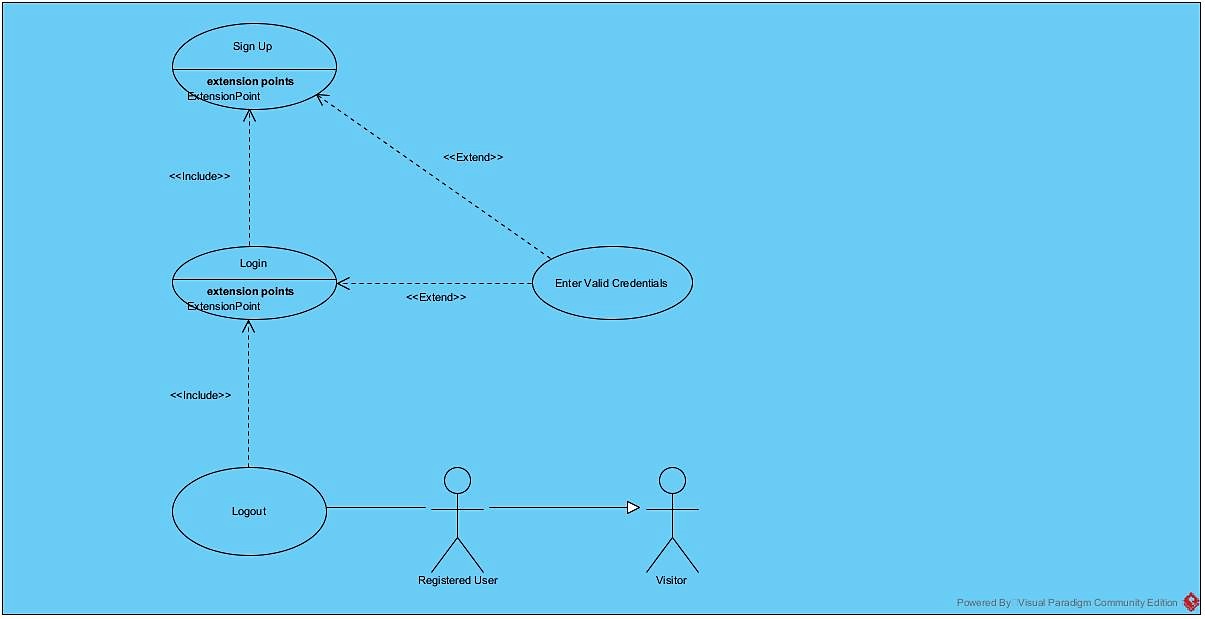 Sign Up
extension points
ExtensionPoint
<<Extend>>
<<Include>>
Login
extension points
ExtensionPoint
Enter Valid Credentials
<<Extend>>
<<Include>>
Logout
Registered User
Visitor
Powered By Visual Paradigm Community Edition